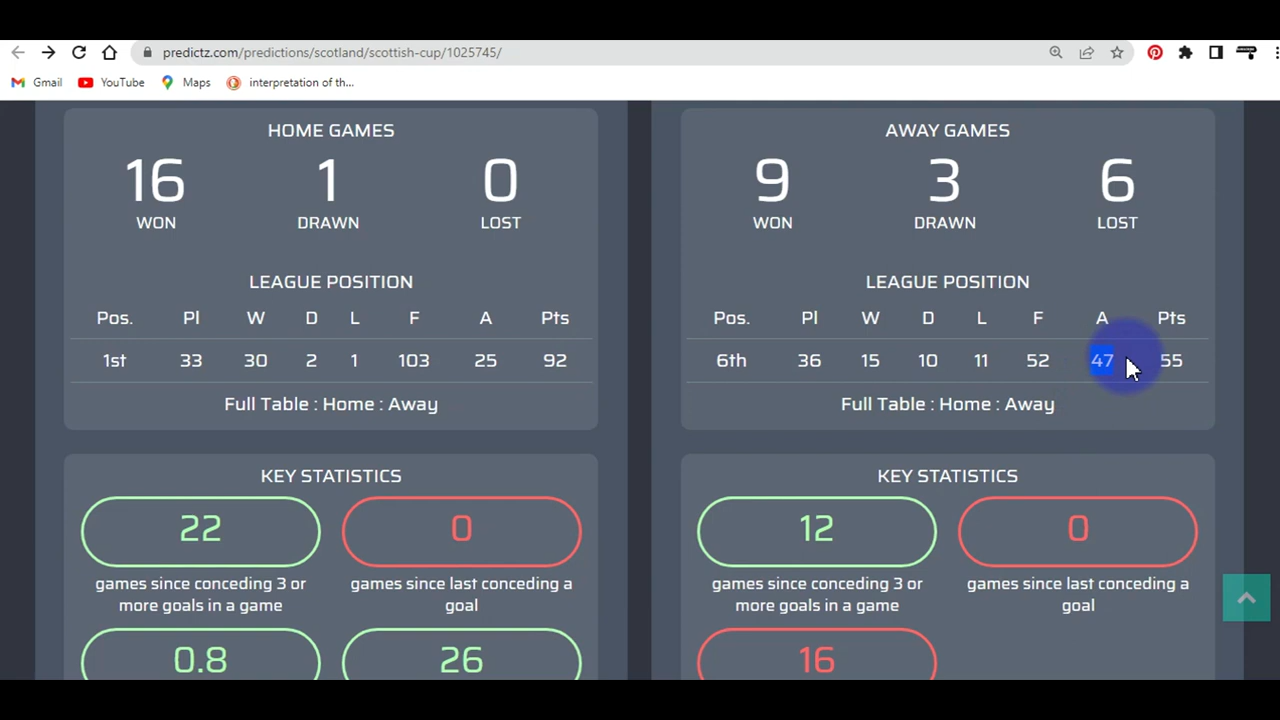 predictz.com/predictions/scotland/scottish-cup/1025745/
Gmail YouTube Maps interpretation of th...
HOME GAMES
16 1 0
WON DRAWN LOST
LEAGUE POSITION
Pos. Pl W D L F A Pts
1st 33 30 2 1 103 25 92
Full Table : Home : Away
KEY STATISTICS
22 0
games since conceding 3 or more goals in a game
games since last conceding a goal
0.8 26
AWAY GAMES
9 3 6
WON DRAWN LOST
LEAGUE POSITION
Pos. Pl W D L F A Pts
6th 36 15 10 11 52 47 55
Full Table : Home : Away
KEY STATISTICS
12 0
games since conceding 3 or more goals in a game
games since last conceding a goal
16